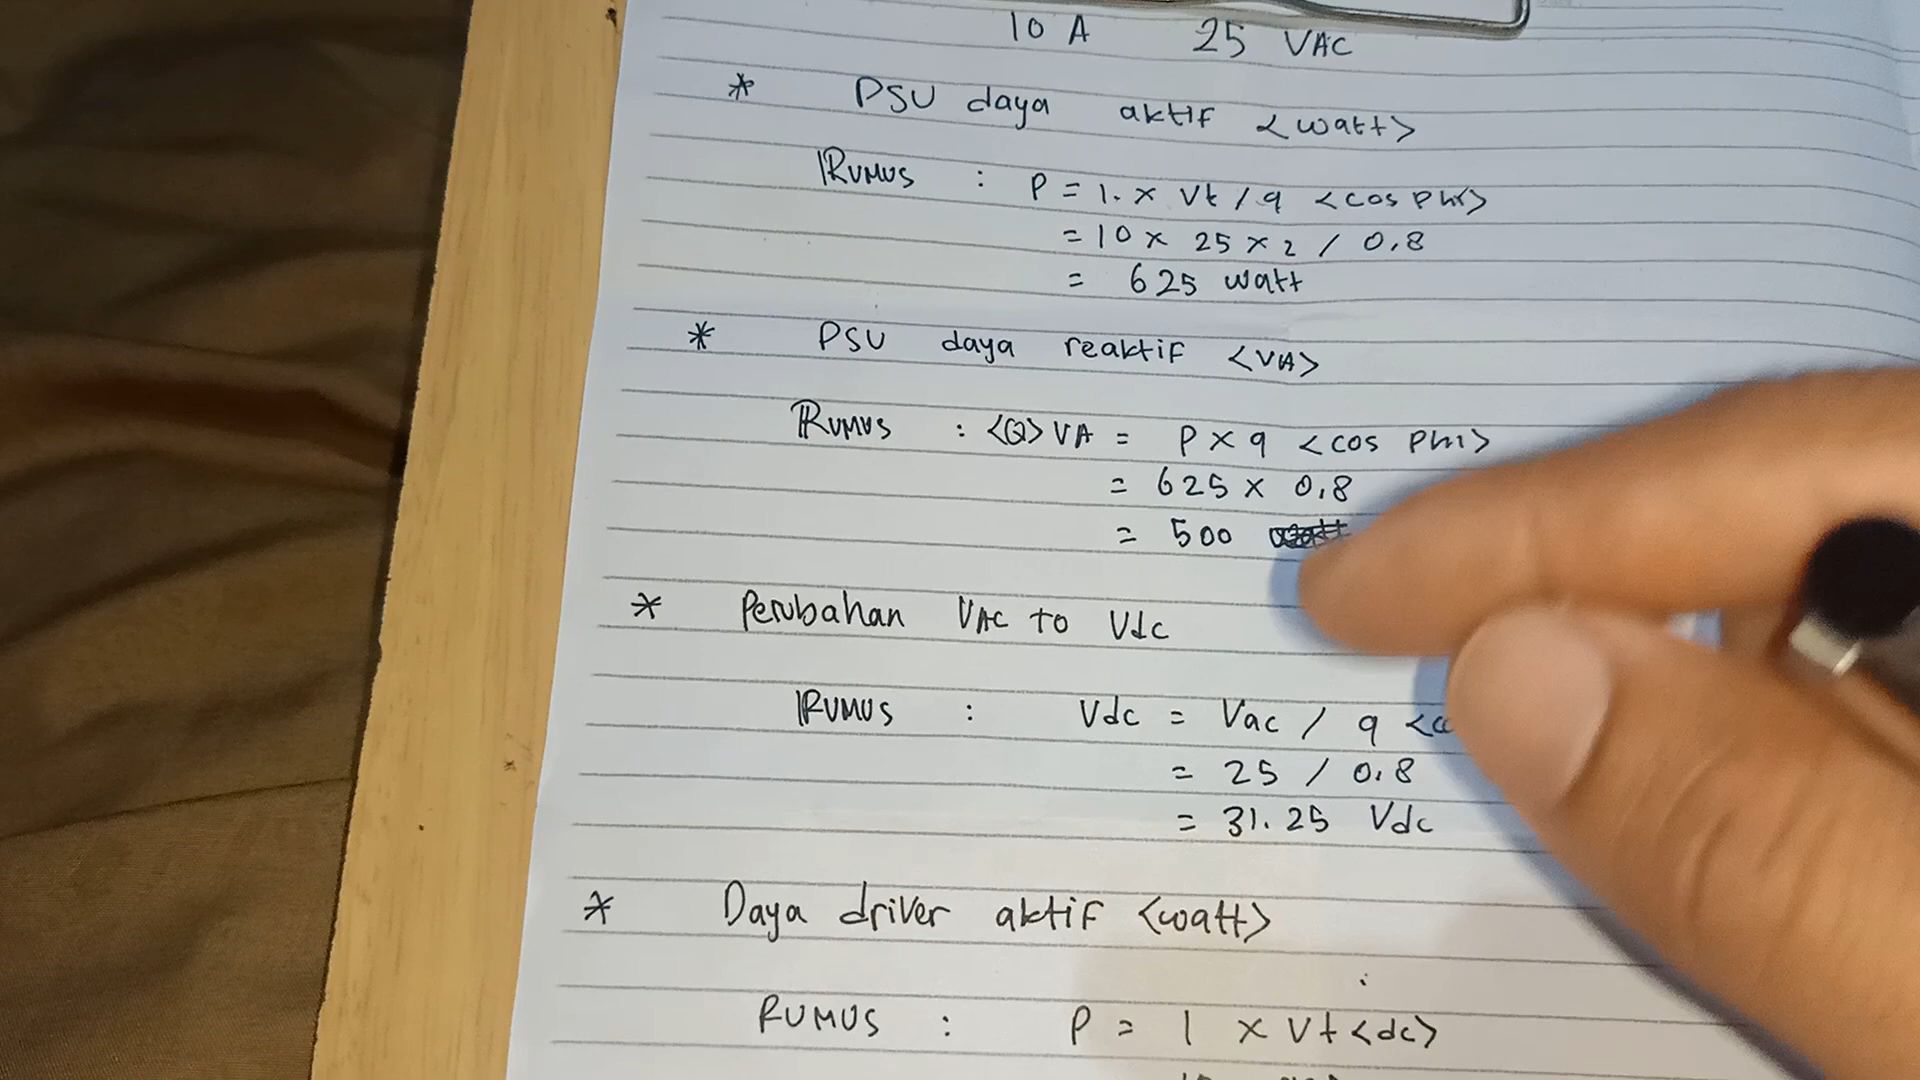 10 A 25 VAC
* PSU daya aktif <watt>
RUMUS : P = 1. x Vt / q <cos phi>
= 10 x 25 x 2 / 0,8
= 625 watt
* PSU daya reaktif <VA>
RUMUS : <Q> VA = P x q <cos phi>
= 625 x 0,8
= 500
* Perubahan VAC to Vdc
RUMUS : Vdc = Vac / q
= 25 / 0,8
= 31.25 Vdc
* Daya driver aktif <watt>
RUMUS : P = 1 x Vt <dc>